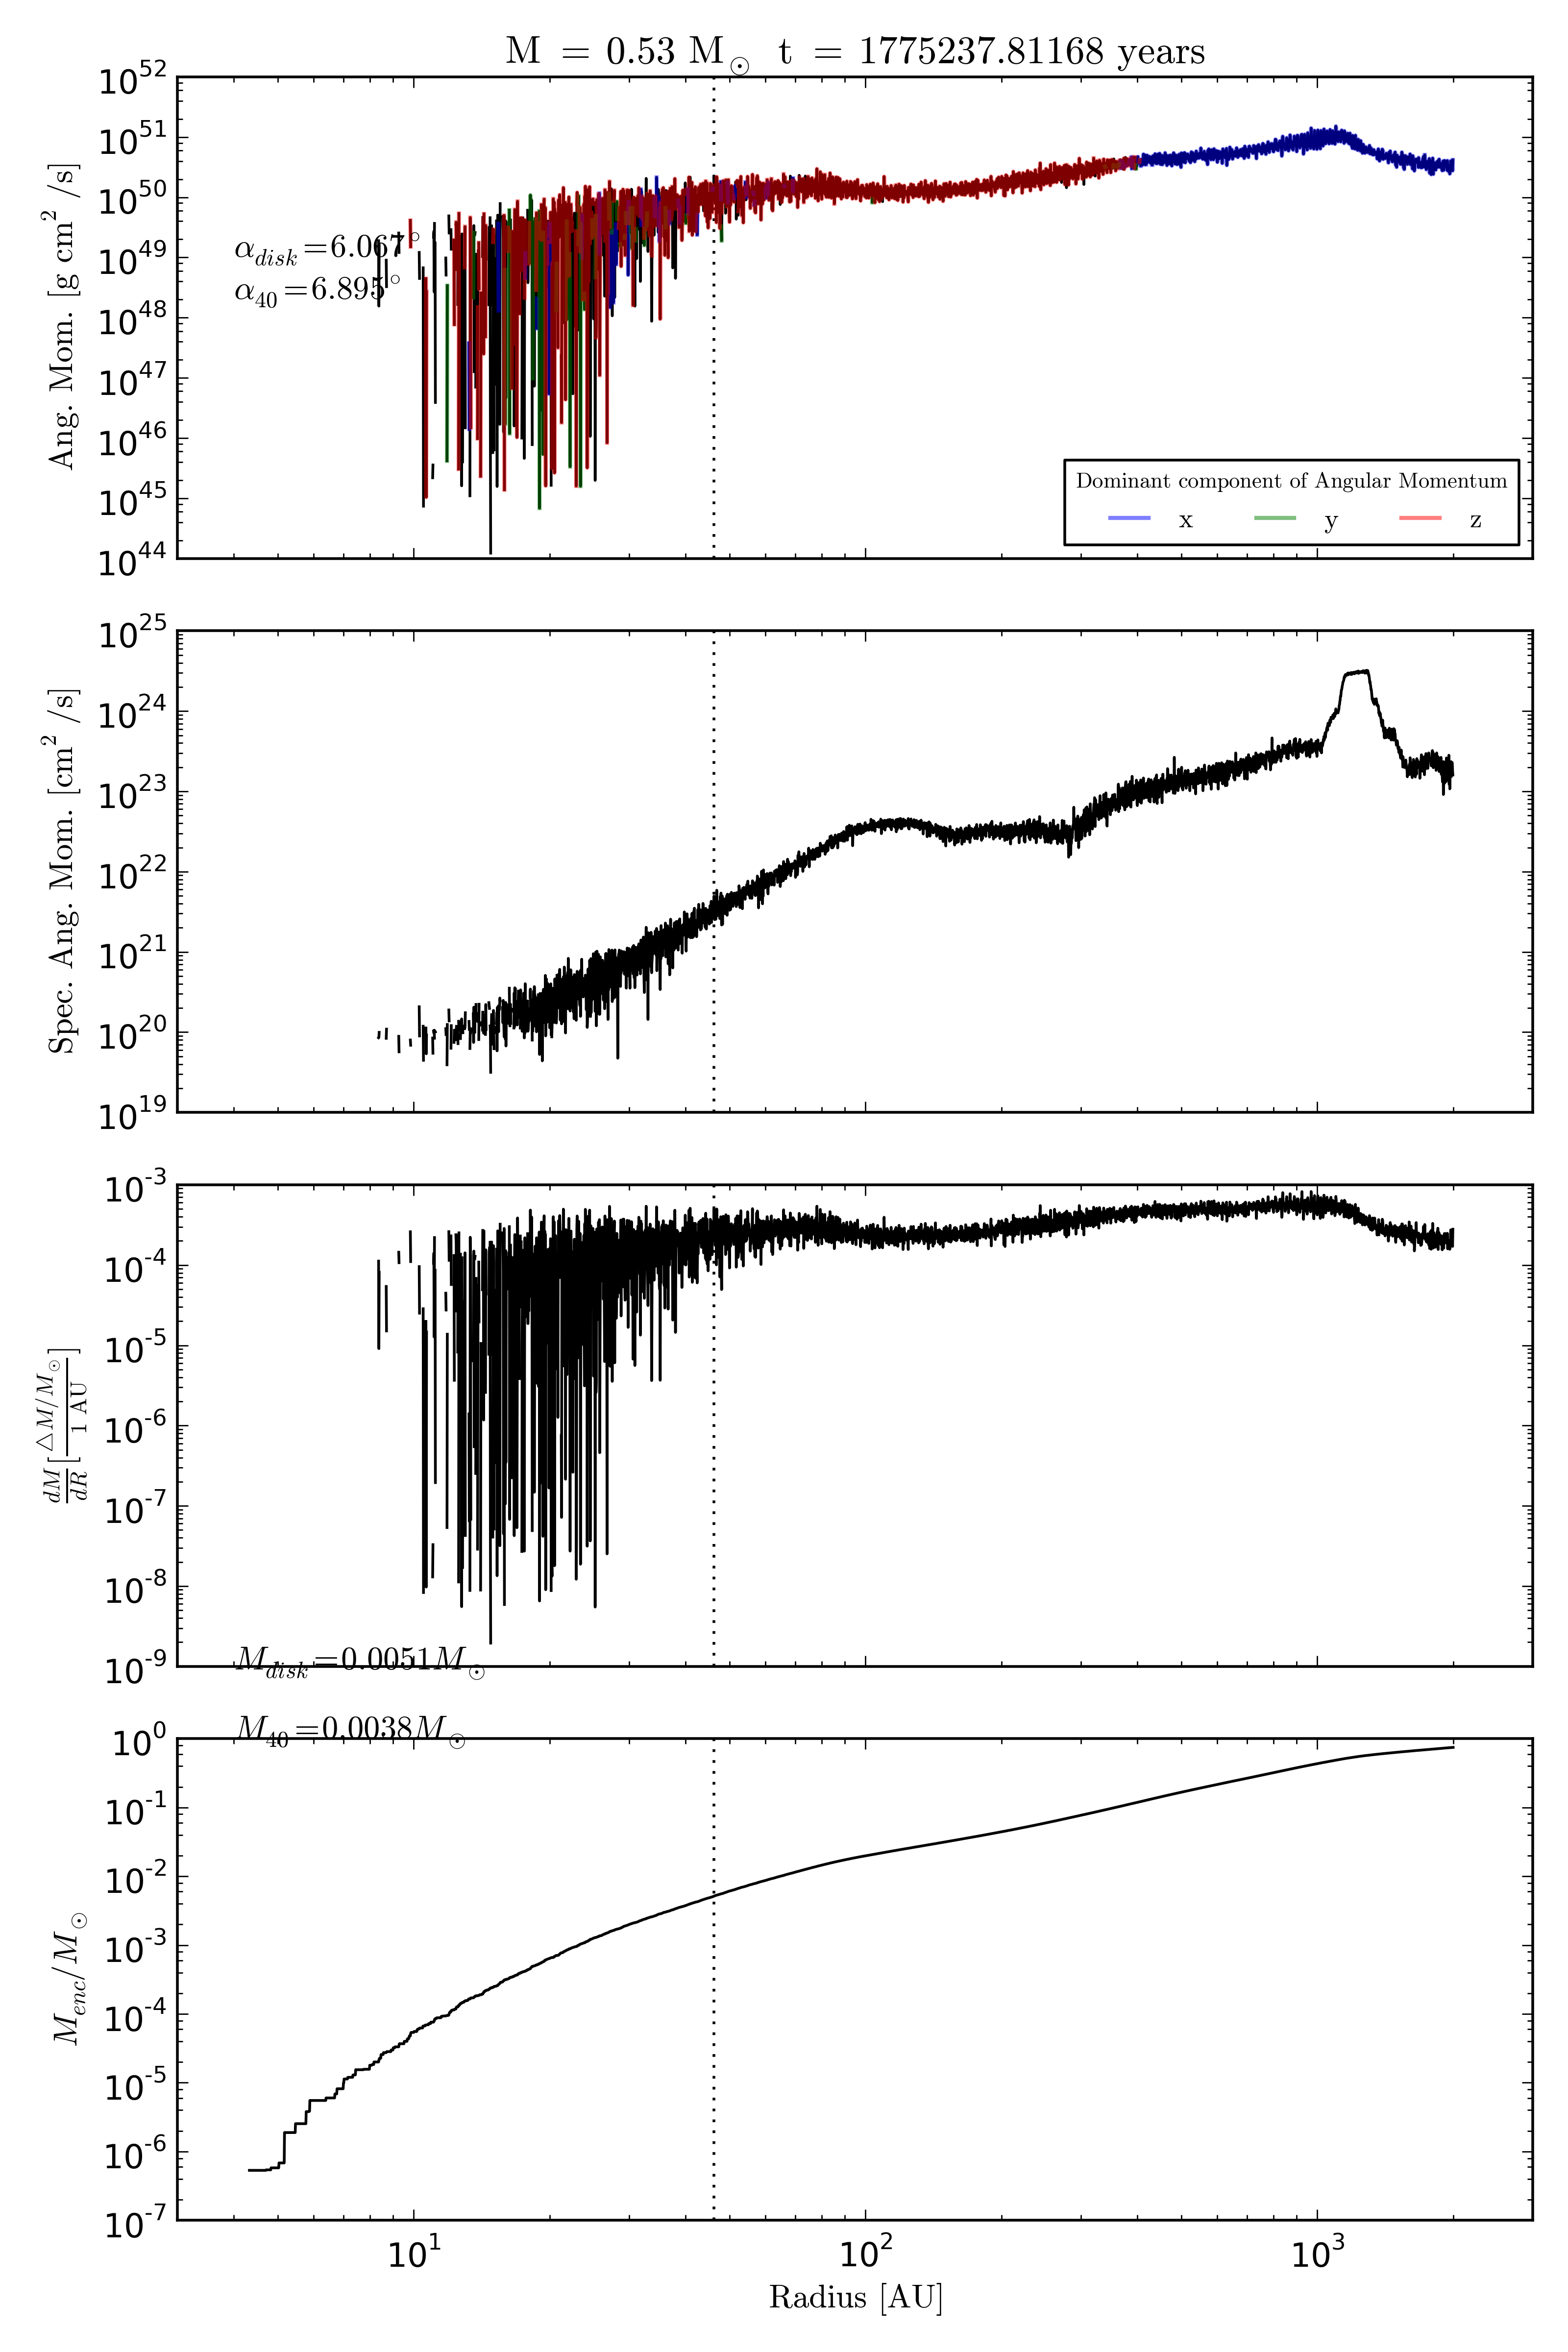 M = 0.53 M⊙ t = 1775237.81168 years
10^52
10^51
10^50
10^49
10^48
10^47
10^46
10^45
10^44
Ang. Mom. [g cm^2 /s]
α_disk = 6.067°
α_40 = 6.895°
Dominant component of Angular Momentum
x y z
10^25
10^24
10^23
10^22
10^21
10^20
10^19
Spec. Ang. Mom. [cm^2 /s]
10^-3
10^-4
10^-5
10^-6
10^-7
10^-8
10^-9
dM/dR [△M/M⊙ / 1 AU]
M_disk = 0.0051M⊙
M_40 = 0.0038M⊙
10^0
10^-1
10^-2
10^-3
10^-4
10^-5
10^-6
10^-7
M_enc/M⊙
10^1 10^2 10^3
Radius [AU]